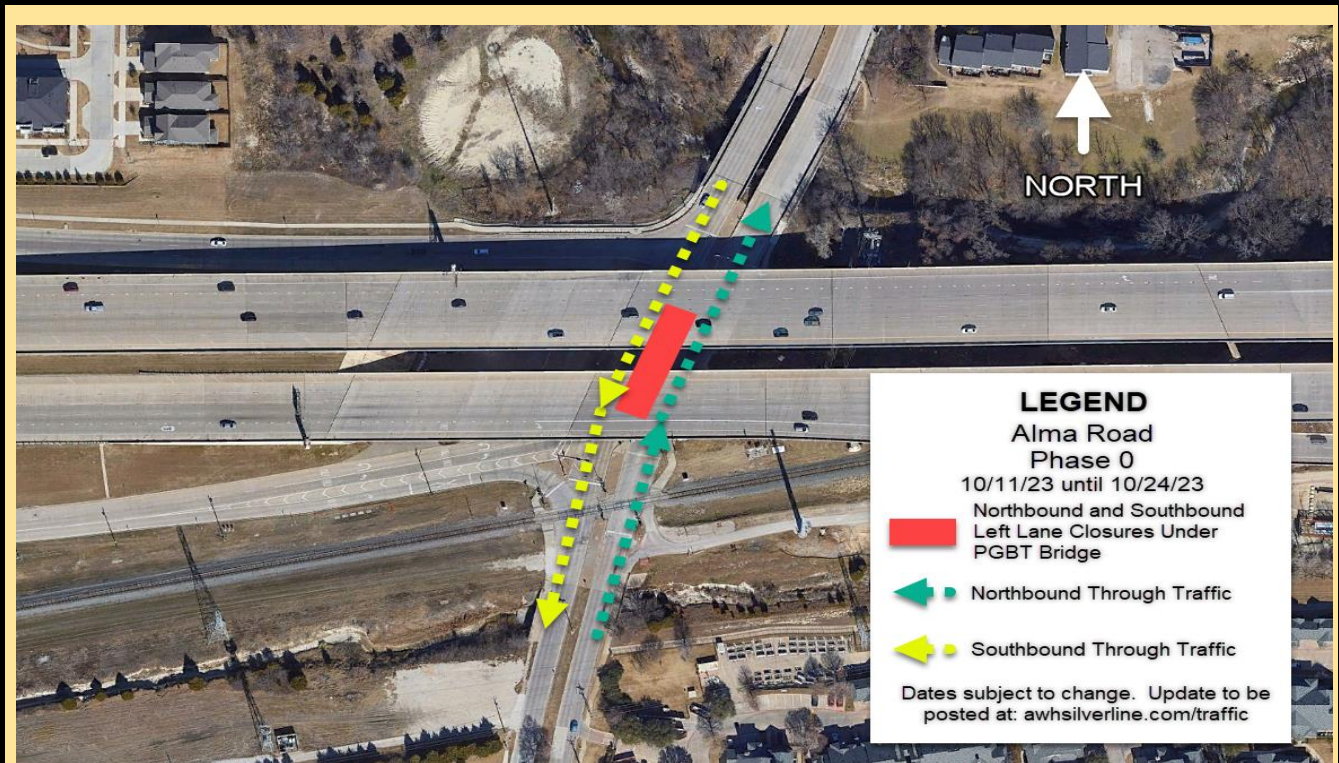 NORTH
LEGEND
Alma Road
Phase 0
10/11/23 until 10/24/23
Northbound and Southbound
Left Lane Closures Under
PGBT Bridge
Northbound Through Traffic
Southbound Through Traffic
Dates subject to change.  Update to be
posted at: awhsilverline.com/traffic